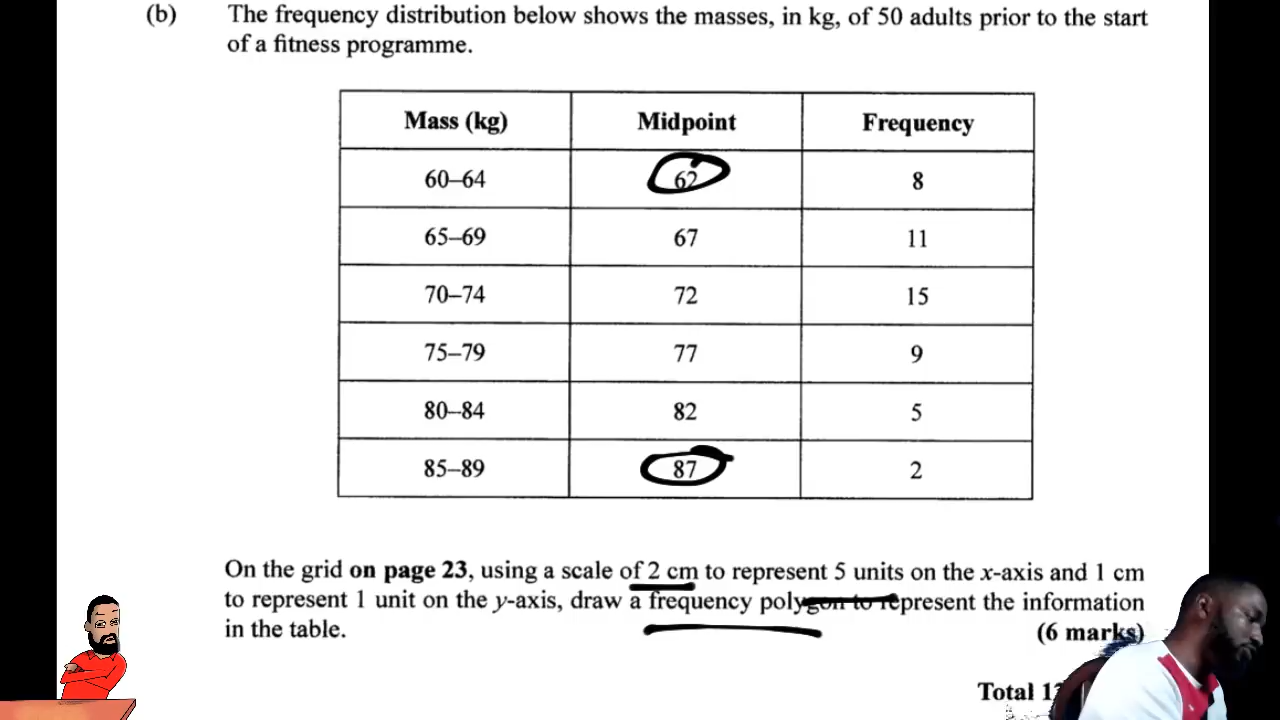 (b) The frequency distribution below shows the masses, in kg, of 50 adults prior to the start
of a fitness programme.
Mass (kg) Midpoint Frequency
60–64 62 8
65–69 67 11
70–74 72 15
75–79 77 9
80–84 82 5
85–89 87 2
On the grid on page 23, using a scale of 2 cm to represent 5 units on the x-axis and 1 cm
to represent 1 unit on the y-axis, draw a frequency polygon to represent the information
in the table.
(6 marks)
Total